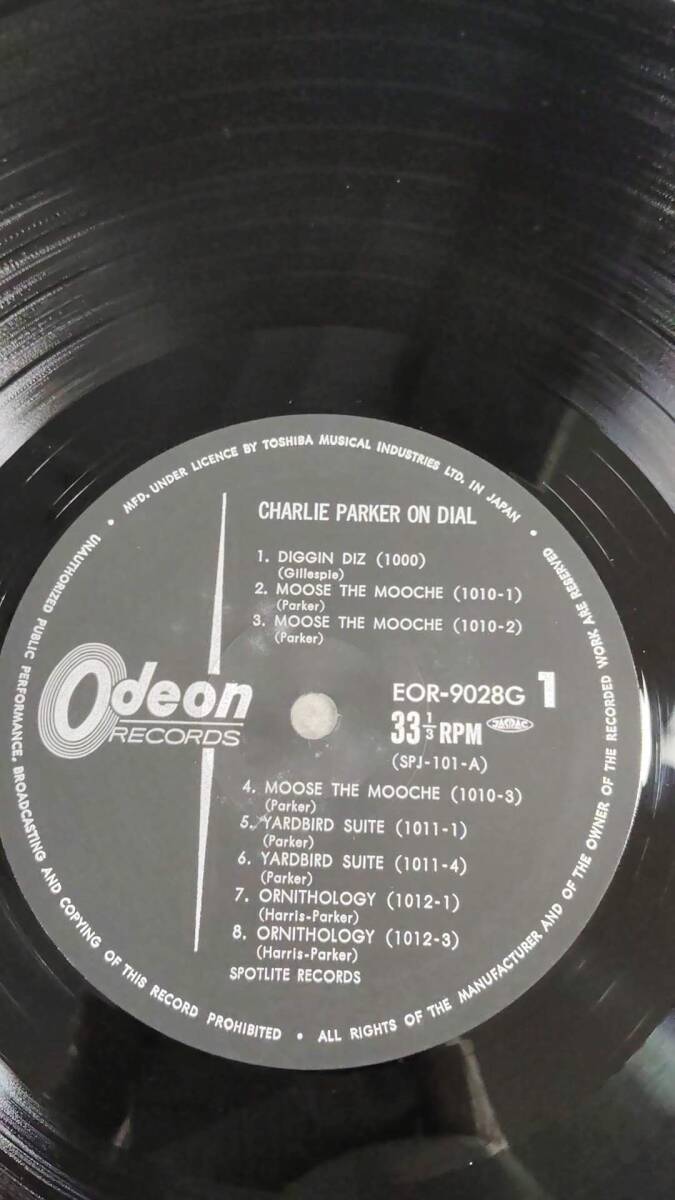 MFD. UNDER LICENCE BY TOSHIBA MUSICAL INDUSTRIES LTD. IN JAPAN •
CHARLIE PARKER ON DIAL
1. DIGGIN DIZ (1000)
(Gillespie)
2. MOOSE THE MOOCHE (1010-1)
(Parker)
3. MOOSE THE MOOCHE (1010-2)
(Parker)
Odeon
RECORDS
EOR-9028G 1
33 1/3 RPM JASRAC
(SPJ-101-A)
4. MOOSE THE MOOCHE (1010-3)
(Parker)
5. YARDBIRD SUITE (1011-1)
(Parker)
6. YARDBIRD SUITE (1011-4)
(Parker)
7. ORNITHOLOGY (1012-1)
(Harris-Parker)
8. ORNITHOLOGY (1012-3)
(Harris-Parker)
SPOTLITE RECORDS
ALL RIGHTS OF THE MANUFACTURER AND OF THE OWNER OF THE RECORDED WORK ARE RESERVED •
UNAUTHORIZED PUBLIC PERFORMANCE, BROADCASTING AND COPYING OF THIS RECORD PROHIBITED •